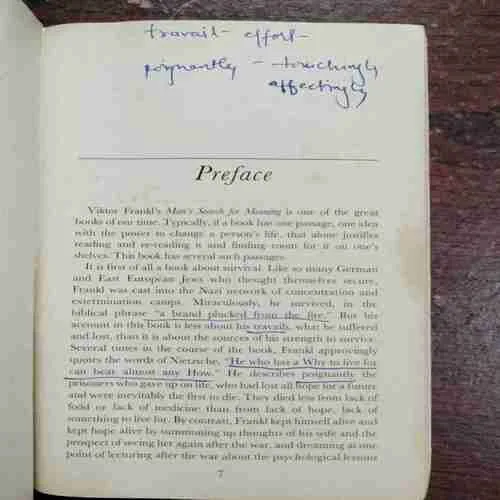 travail - effort -
poignantly - touchingly
affectingly
Preface
Viktor Frankl's Man's Search for Meaning is one of the great
books of our time. Typically, if a book has one passage, one idea
with the power to change a person's life, that alone justifies
reading and re-reading it and finding room for it on one's
shelves. This book has several such passages.
It is first of all a book about survival. Like so many German
and East European Jews who thought themselves secure,
Frankl was cast into the Nazi network of concentration and
extermination camps. Miraculously, he survived, in the
biblical phrase "a brand plucked from the fire." But his
account in this book is less about his travails, what he suffered
and lost, than it is about the sources of his strength to survive.
Several times in the course of the book, Frankl approvingly
quotes the words of Nietzsche, "He who has a Why to live for
can bear almost any How." He describes poignantly the
prisoners who gave up on life, who had lost all hope for a future
and were inevitably the first to die. They died less from lack of
food or lack of medicine than from lack of hope, lack of
something to live for. By contrast, Frankl kept himself alive and
kept hope alive by summoning up thoughts of his wife and the
prospect of seeing her again after the war, and dreaming at one
point of lecturing after the war about the psychological lessons
7